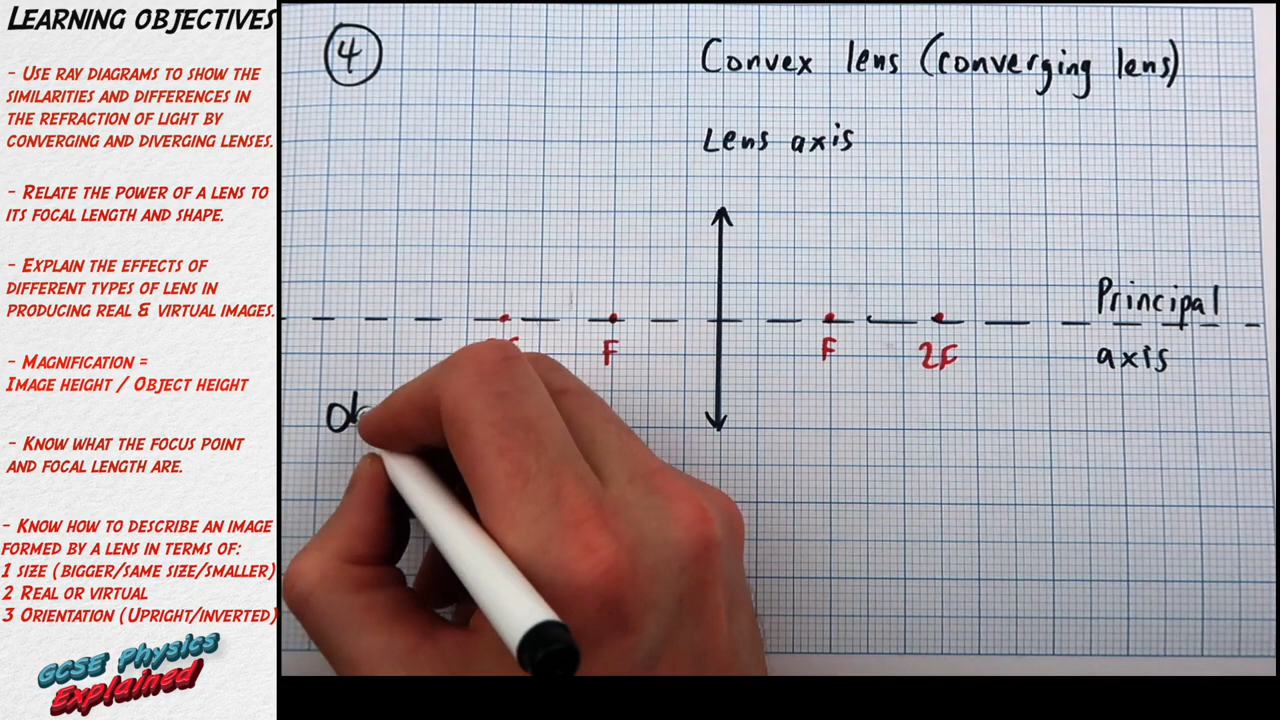 LEARNING OBJECTIVES
- USE RAY DIAGRAMS TO SHOW THE
SIMILARITIES AND DIFFERENCES IN
THE REFRACTION OF LIGHT BY
CONVERGING AND DIVERGING LENSES.
- RELATE THE POWER OF A LENS TO
ITS FOCAL LENGTH AND SHAPE.
- EXPLAIN THE EFFECTS OF
DIFFERENT TYPES OF LENS IN
PRODUCING REAL & VIRTUAL IMAGES.
- MAGNIFICATION =
IMAGE HEIGHT / OBJECT HEIGHT
- KNOW WHAT THE FOCUS POINT
AND FOCAL LENGTH ARE.
- KNOW HOW TO DESCRIBE AN IMAGE
FORMED BY A LENS IN TERMS OF:
1 SIZE (BIGGER/SAME SIZE/SMALLER)
2 REAL OR VIRTUAL
3 ORIENTATION (UPRIGHT/INVERTED)
GCSE Physics
Explained
4
Convex lens (converging lens)
Lens axis
Principal
axis
F
F
2F